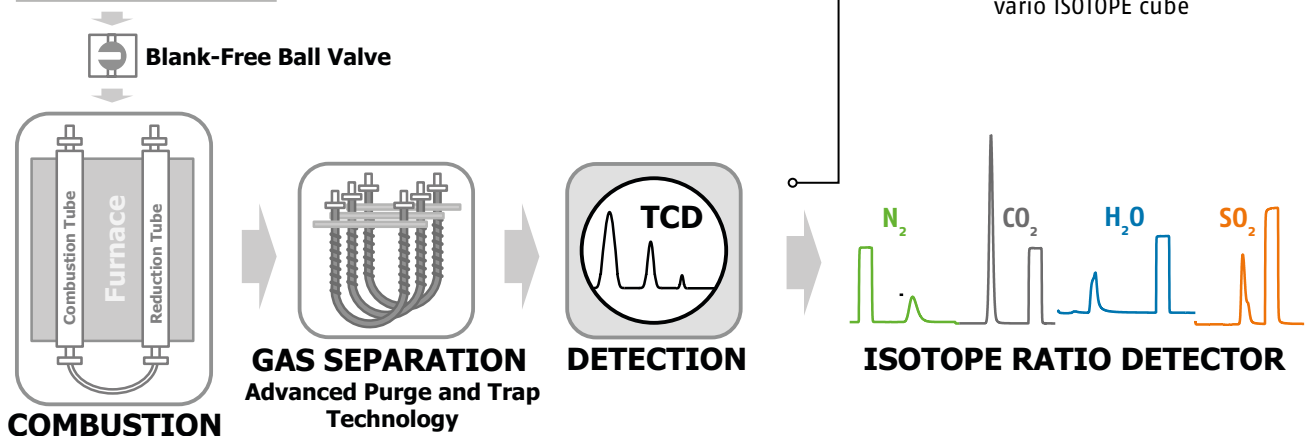 vario ISOTOPE cube
Blank-Free Ball Valve
Combustion Tube
Furnace
Reduction Tube
TCD
N₂
CO₂
H₂O
SO₂
GAS SEPARATION
Advanced Purge and Trap
Technology
DETECTION
ISOTOPE RATIO DETECTOR
COMBUSTION